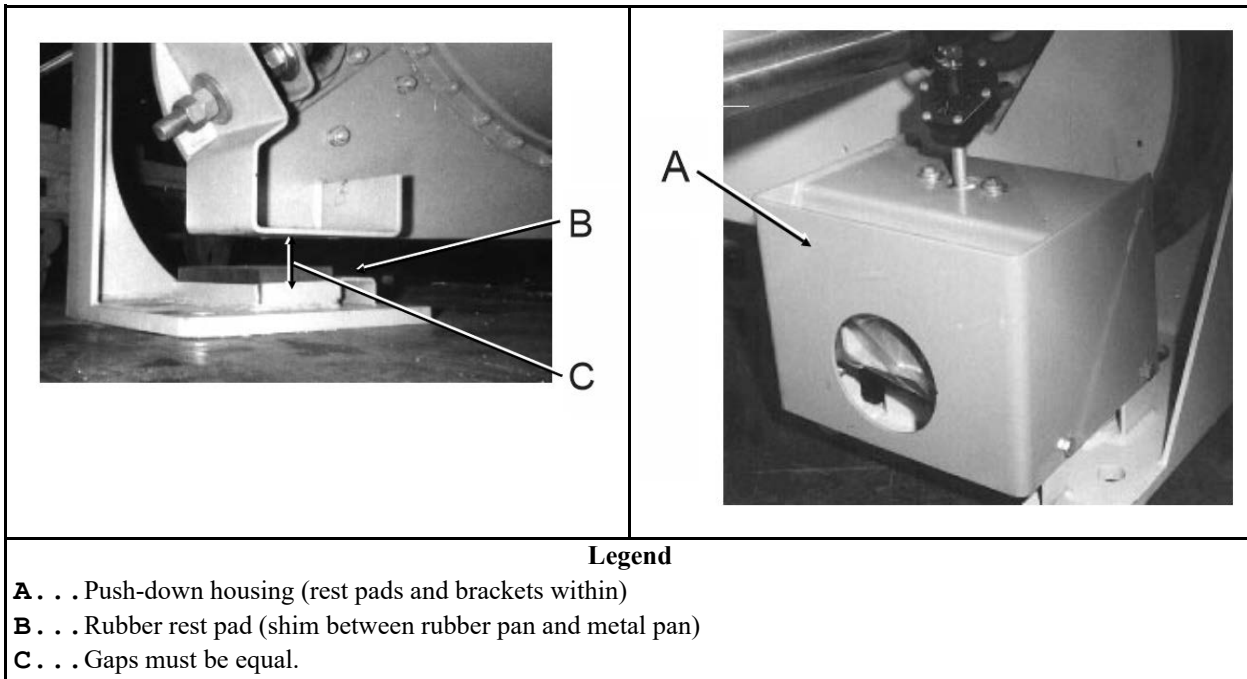 B
C
A
Legend
A...Push-down housing (rest pads and brackets within)
B...Rubber rest pad (shim between rubber pan and metal pan)
C...Gaps must be equal.